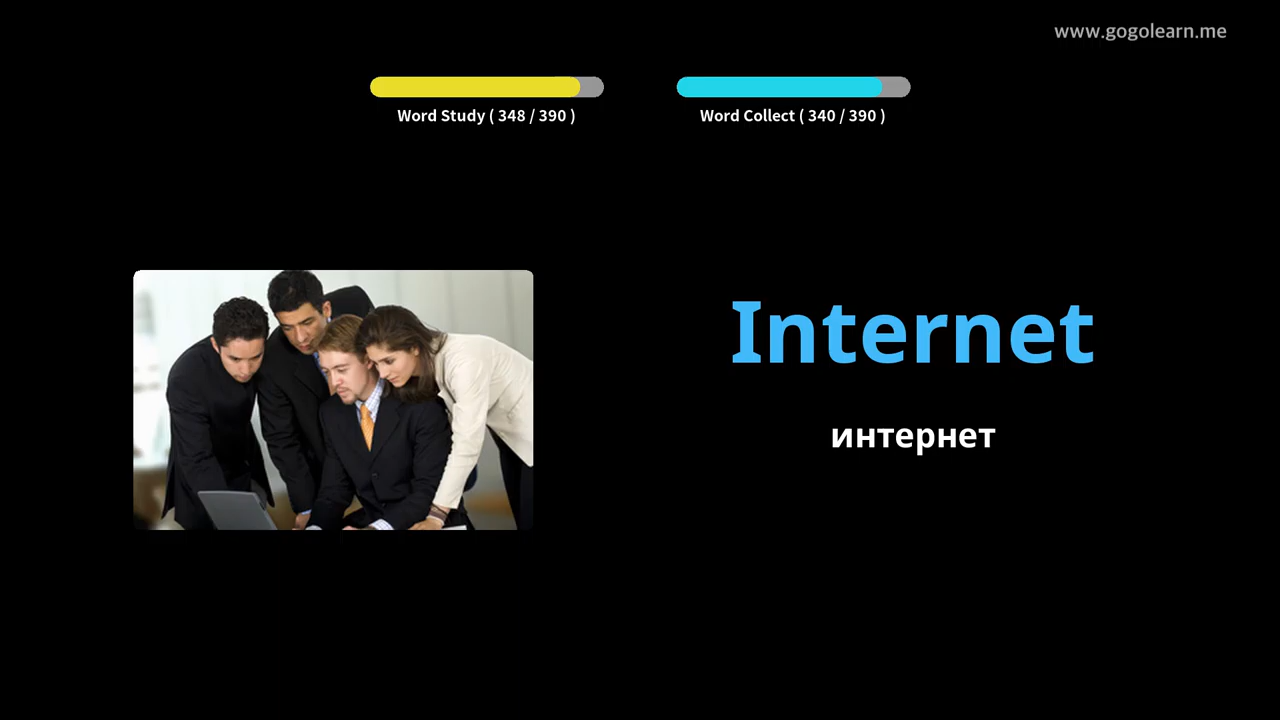 www.gogolearn.me
Word Study ( 348 / 390 )
Word Collect ( 340 / 390 )
Internet
интернет